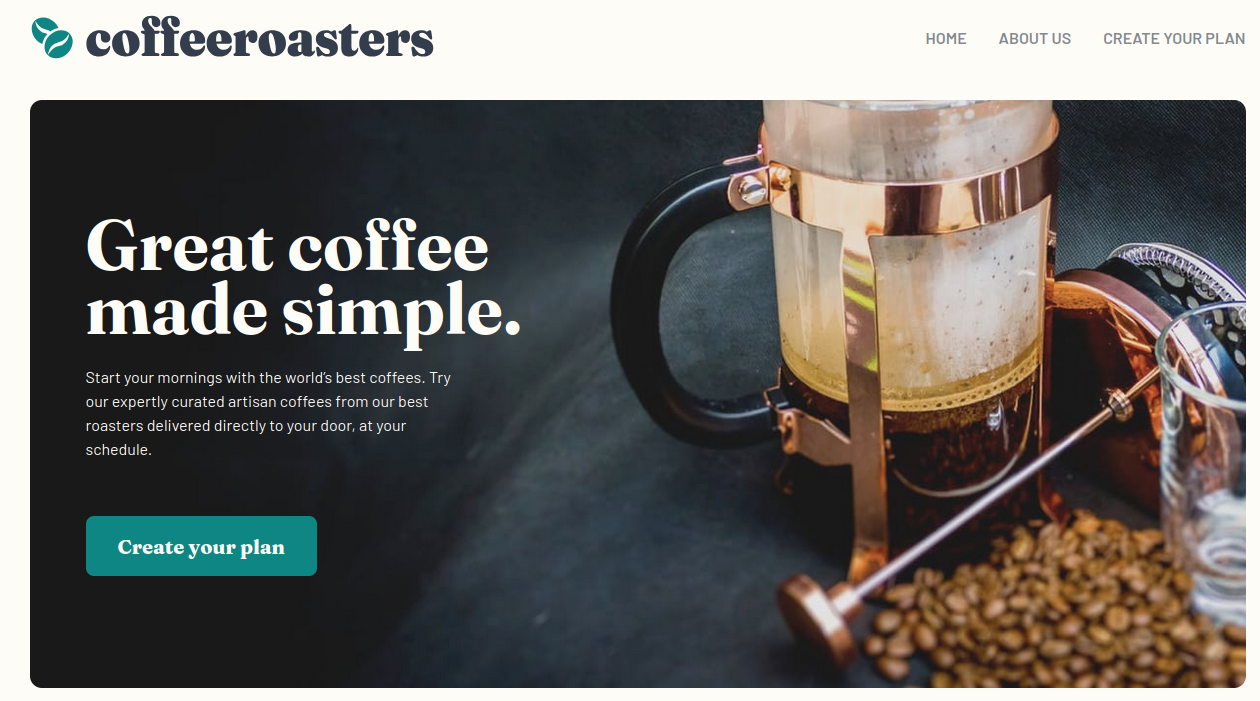 coffeeroasters
HOME ABOUT US CREATE YOUR PLAN
Great coffee
made simple.
Start your mornings with the world’s best coffees. Try
our expertly curated artisan coffees from our best
roasters delivered directly to your door, at your
schedule.
Create your plan